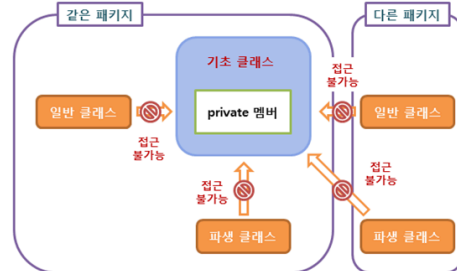 같은 패키지
다른 패키지
기초 클래스
접근
불가능
일반 클래스
private 멤버
일반 클래스
접근
불가능
접근
불가능
접근
불가능
파생 클래스
파생 클래스